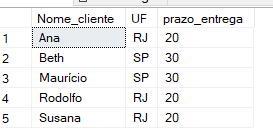 Nome_cliente UF prazo_entrega
1 Ana RJ 20
2 Beth SP 30
3 Maurício SP 30
4 Rodolfo RJ 20
5 Susana RJ 20